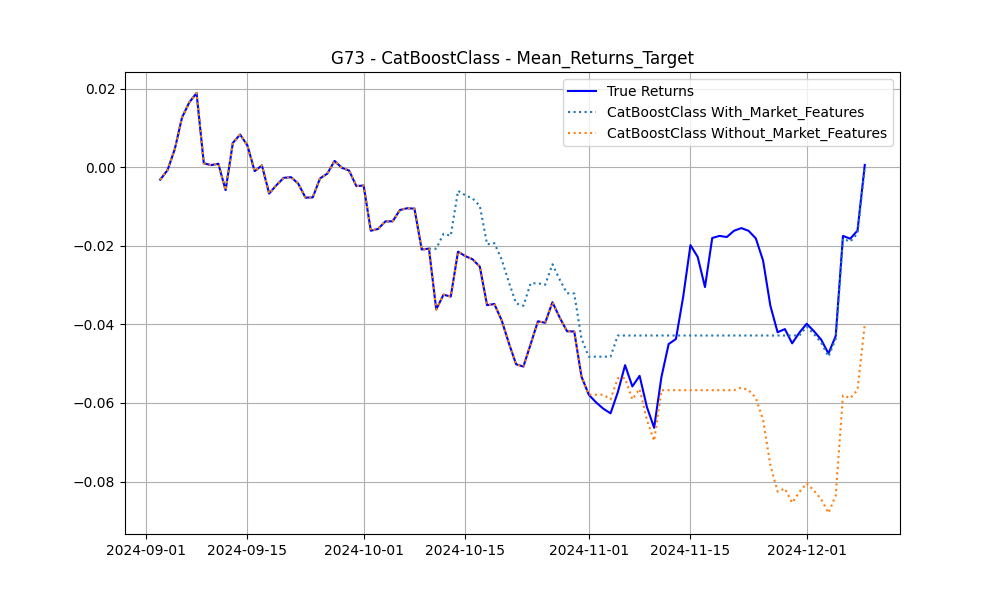 G73 - CatBoostClass - Mean_Returns_Target
True Returns
CatBoostClass With_Market_Features
CatBoostClass Without_Market_Features
0.02
0.00
−0.02
−0.04
−0.06
−0.08
2024-09-01 2024-09-15 2024-10-01 2024-10-15 2024-11-01 2024-11-15 2024-12-01